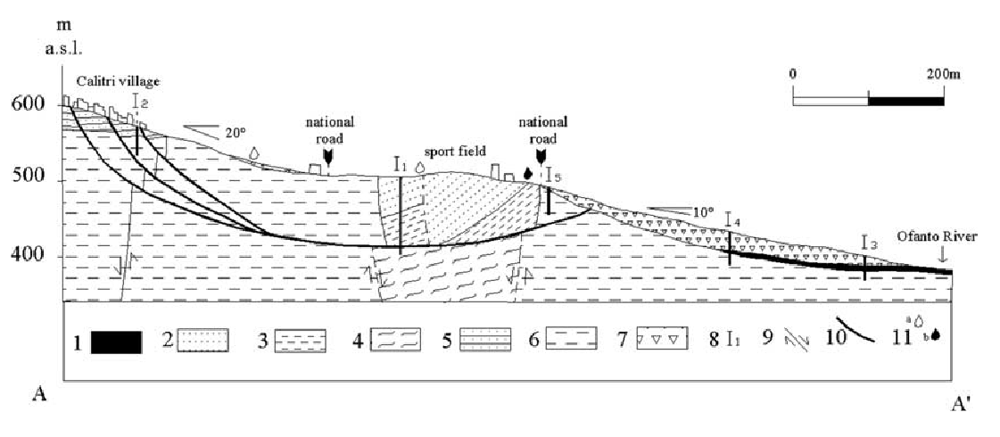 m
a.s.l.
0 200m
Calitri village
I2
600
national
road
national
road
20°
sport field
I1
I5
500
10°
I4
Ofanto River
I3
400
1 2 3 4 5 6 7 8 I1 9 10 11 a b
A A'